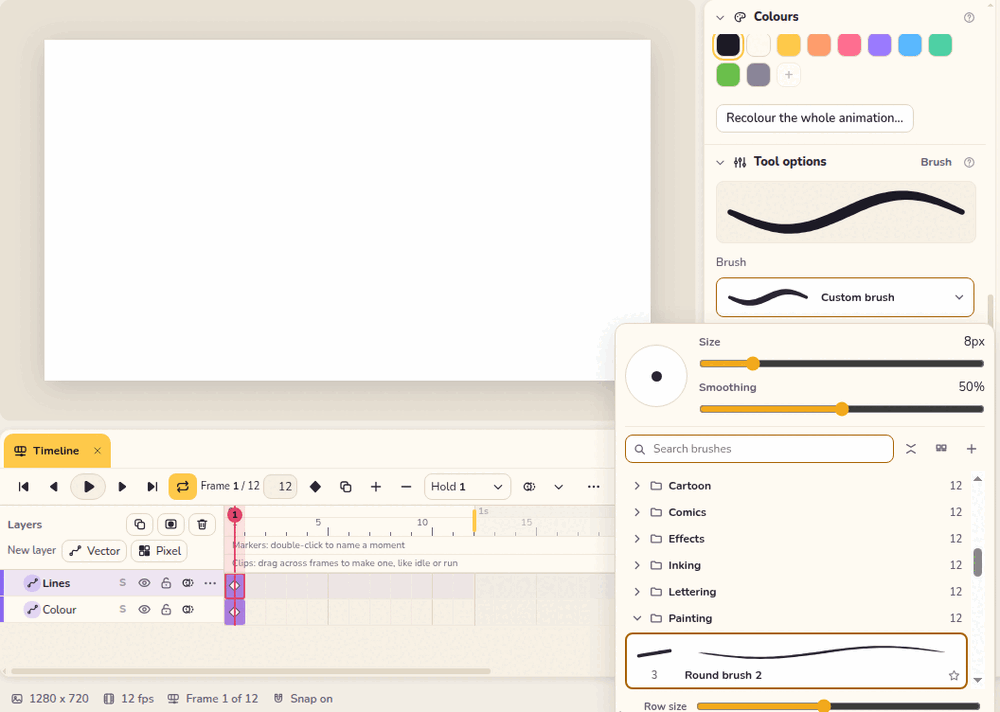 Colours
+
Recolour the whole animation...
Tool options
Brush
Brush
Custom brush
Size
8px
Smoothing
50%
Search brushes
Cartoon 12
Comics 12
Effects 12
Inking 12
Lettering 12
Painting 12
3 Round brush 2
Row size
Timeline
Frame 1 / 12
12
Hold 1
Layers
1
5
10
1s
15
New layer
Vector
Pixel
Markers: double-click to name a moment
Clips: drag across frames to make one, like idle or run
Lines S
Colour S
1280 x 720
12 fps
Frame 1 of 12
Snap on